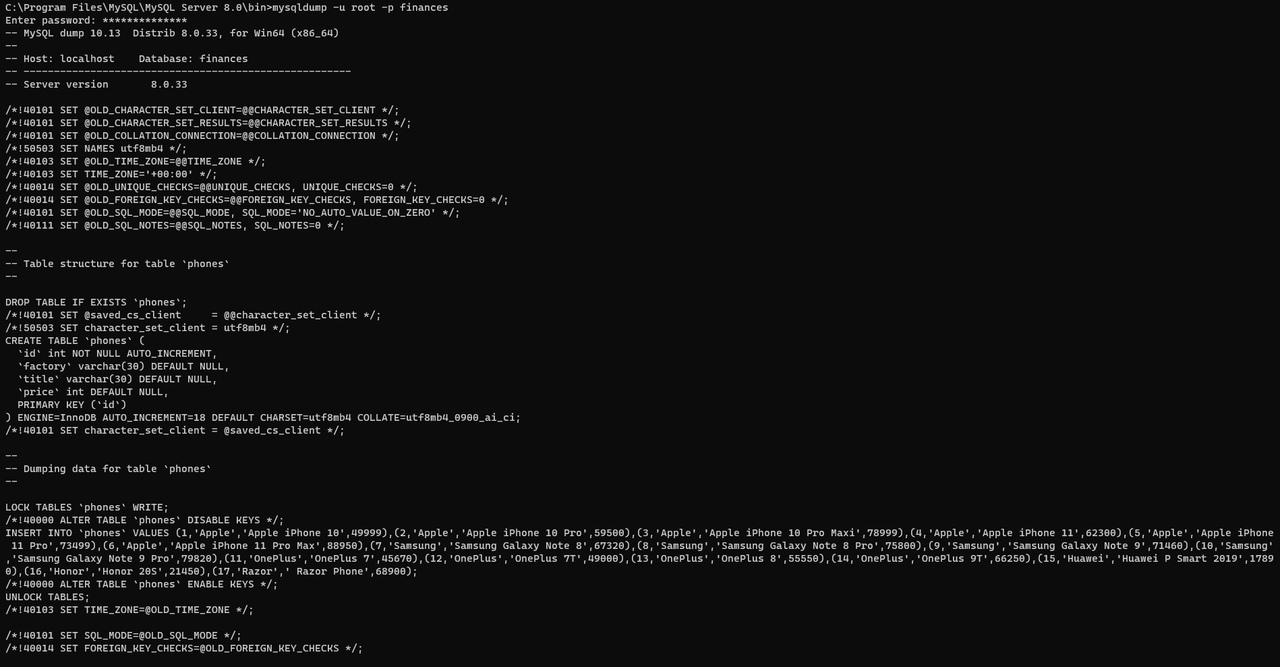 C:\Program Files\MySQL\MySQL Server 8.0\bin>mysqldump -u root -p finances
Enter password: **************
-- MySQL dump 10.13  Distrib 8.0.33, for Win64 (x86_64)
--
-- Host: localhost    Database: finances
-- ------------------------------------------------------
-- Server version       8.0.33
/*!40101 SET @OLD_CHARACTER_SET_CLIENT=@@CHARACTER_SET_CLIENT */;
/*!40101 SET @OLD_CHARACTER_SET_RESULTS=@@CHARACTER_SET_RESULTS */;
/*!40101 SET @OLD_COLLATION_CONNECTION=@@COLLATION_CONNECTION */;
/*!50503 SET NAMES utf8mb4 */;
/*!40103 SET @OLD_TIME_ZONE=@@TIME_ZONE */;
/*!40103 SET TIME_ZONE='+00:00' */;
/*!40014 SET @OLD_UNIQUE_CHECKS=@@UNIQUE_CHECKS, UNIQUE_CHECKS=0 */;
/*!40014 SET @OLD_FOREIGN_KEY_CHECKS=@@FOREIGN_KEY_CHECKS, FOREIGN_KEY_CHECKS=0 */;
/*!40101 SET @OLD_SQL_MODE=@@SQL_MODE, SQL_MODE='NO_AUTO_VALUE_ON_ZERO' */;
/*!40111 SET @OLD_SQL_NOTES=@@SQL_NOTES, SQL_NOTES=0 */;
--
-- Table structure for table `phones`
--
DROP TABLE IF EXISTS `phones`;
/*!40101 SET @saved_cs_client     = @@character_set_client */;
/*!50503 SET character_set_client = utf8mb4 */;
CREATE TABLE `phones` (
  `id` int NOT NULL AUTO_INCREMENT,
  `factory` varchar(30) DEFAULT NULL,
  `title` varchar(30) DEFAULT NULL,
  `price` int DEFAULT NULL,
  PRIMARY KEY (`id`)
) ENGINE=InnoDB AUTO_INCREMENT=18 DEFAULT CHARSET=utf8mb4 COLLATE=utf8mb4_0900_ai_ci;
/*!40101 SET character_set_client = @saved_cs_client */;
--
-- Dumping data for table `phones`
--
LOCK TABLES `phones` WRITE;
/*!40000 ALTER TABLE `phones` DISABLE KEYS */;
INSERT INTO `phones` VALUES (1,'Apple','Apple iPhone 10',49999),(2,'Apple','Apple iPhone 10 Pro',59500),(3,'Apple','Apple iPhone 10 Pro Maxi',78999),(4,'Apple','Apple iPhone 11',62300),(5,'Apple','Apple iPhone
 11 Pro',73499),(6,'Apple','Apple iPhone 11 Pro Max',88950),(7,'Samsung','Samsung Galaxy Note 8',67320),(8,'Samsung','Samsung Galaxy Note 8 Pro',75800),(9,'Samsung','Samsung Galaxy Note 9',71460),(10,'Samsung'
,'Samsung Galaxy Note 9 Pro',79820),(11,'OnePlus','OnePlus 7',45670),(12,'OnePlus','OnePlus 7T',49000),(13,'OnePlus','OnePlus 8',55550),(14,'OnePlus','OnePlus 9T',66250),(15,'Huawei','Huawei P Smart 2019',1789
0),(16,'Honor','Honor 20S',21450),(17,'Razor',' Razor Phone',68900);
/*!40000 ALTER TABLE `phones` ENABLE KEYS */;
UNLOCK TABLES;
/*!40103 SET TIME_ZONE=@OLD_TIME_ZONE */;
/*!40101 SET SQL_MODE=@OLD_SQL_MODE */;
/*!40014 SET FOREIGN_KEY_CHECKS=@OLD_FOREIGN_KEY_CHECKS */;